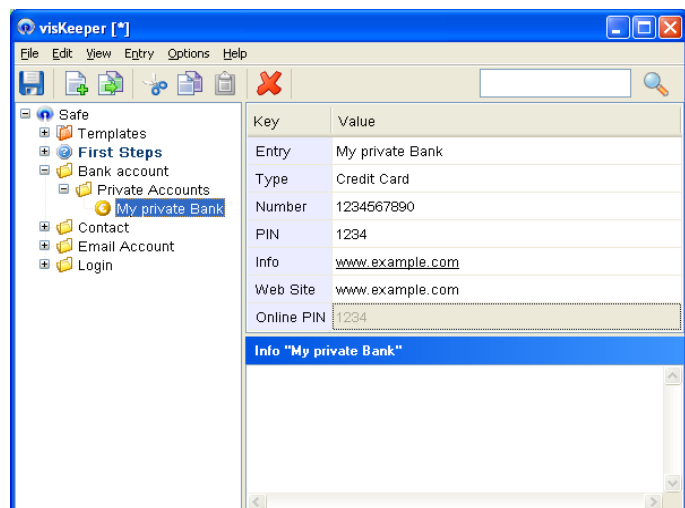 visKeeper [*]
File Edit View Entry Options Help
Safe
Templates
First Steps
Bank account
Private Accounts
My private Bank
Contact
Email Account
Login
Key Value
Entry My private Bank
Type Credit Card
Number 1234567890
PIN 1234
Info www.example.com
Web Site www.example.com
Online PIN 1234
Info "My private Bank"